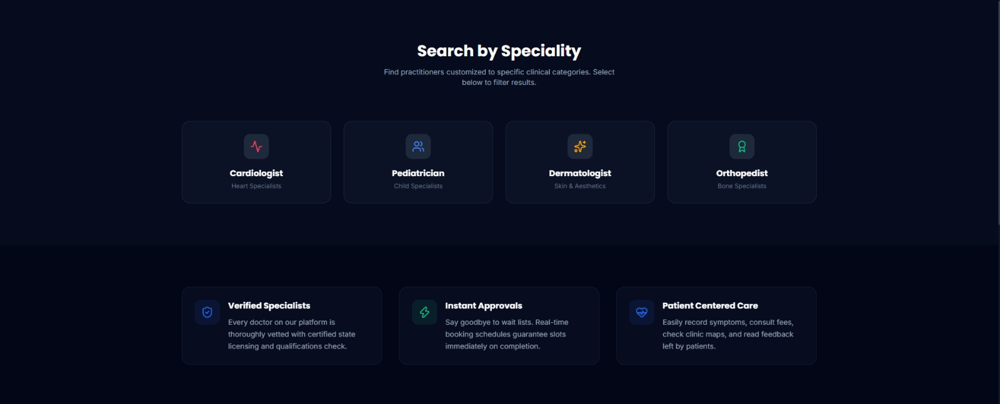 Search by Speciality
Find practitioners customized to specific clinical categories. Select
below to filter results.
Cardiologist
Heart Specialists
Pediatrician
Child Specialists
Dermatologist
Skin & Aesthetics
Orthopedist
Bone Specialists
Verified Specialists
Every doctor on our platform is
thoroughly vetted with certified state
licensing and qualifications check.
Instant Approvals
Say goodbye to wait lists. Real-time
booking schedules guarantee slots
immediately on completion.
Patient Centered Care
Easily record symptoms, consult fees,
check clinic maps, and read feedback
left by patients.